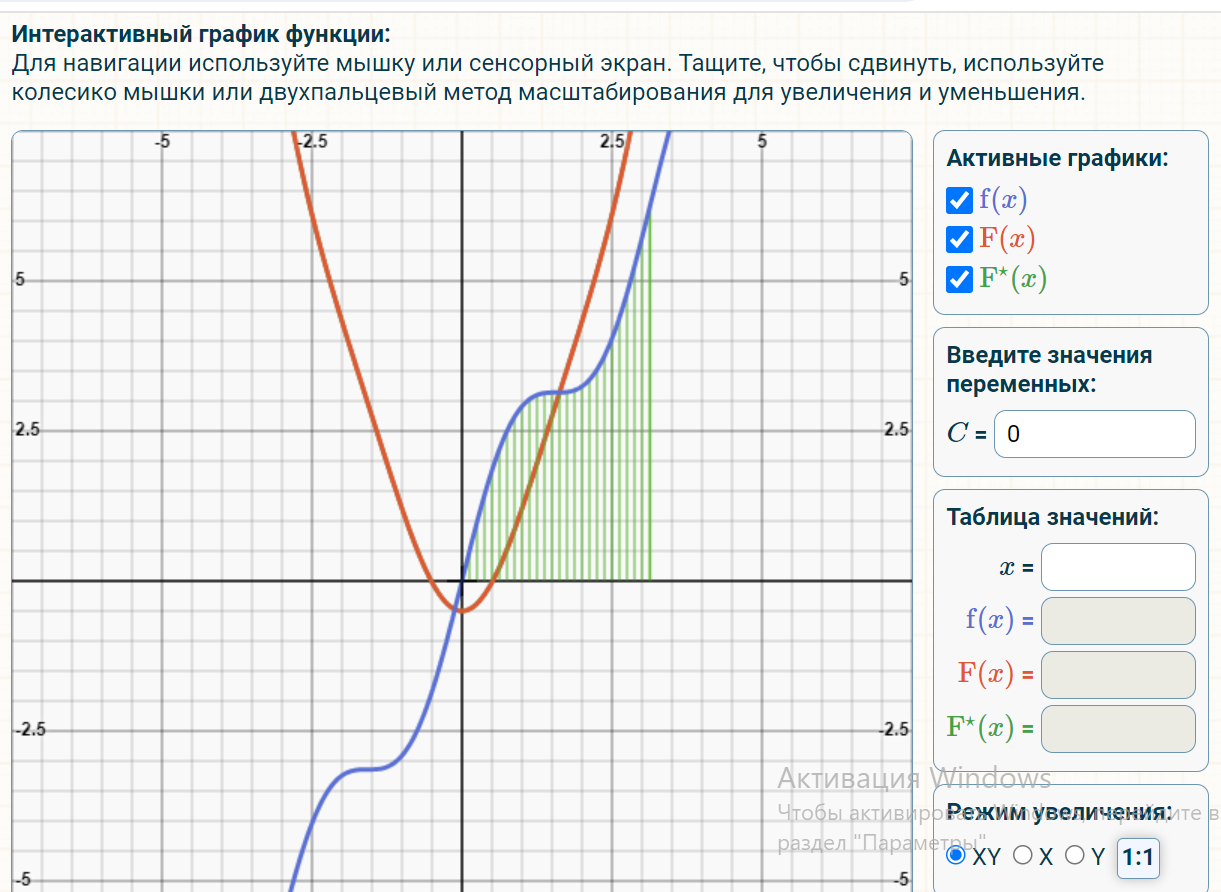 Интерактивный график функции:
Для навигации используйте мышку или сенсорный экран. Тащите, чтобы сдвинуть, используйте
колесико мышки или двухпальцевый метод масштабирования для увеличения и уменьшения.
-5 -2.5 2.5 5
5 5
2.5 2.5
-2.5 -2.5
-5 -5
Активные графики:
f(x)
F(x)
F*(x)
Введите значения
переменных:
C = 0
Таблица значений:
x =
f(x) =
F(x) =
F*(x) =
Режим увеличения:
XY X Y 1:1
Активация Windows
Чтобы активировать Windows, перейдите в
раздел "Параметры"